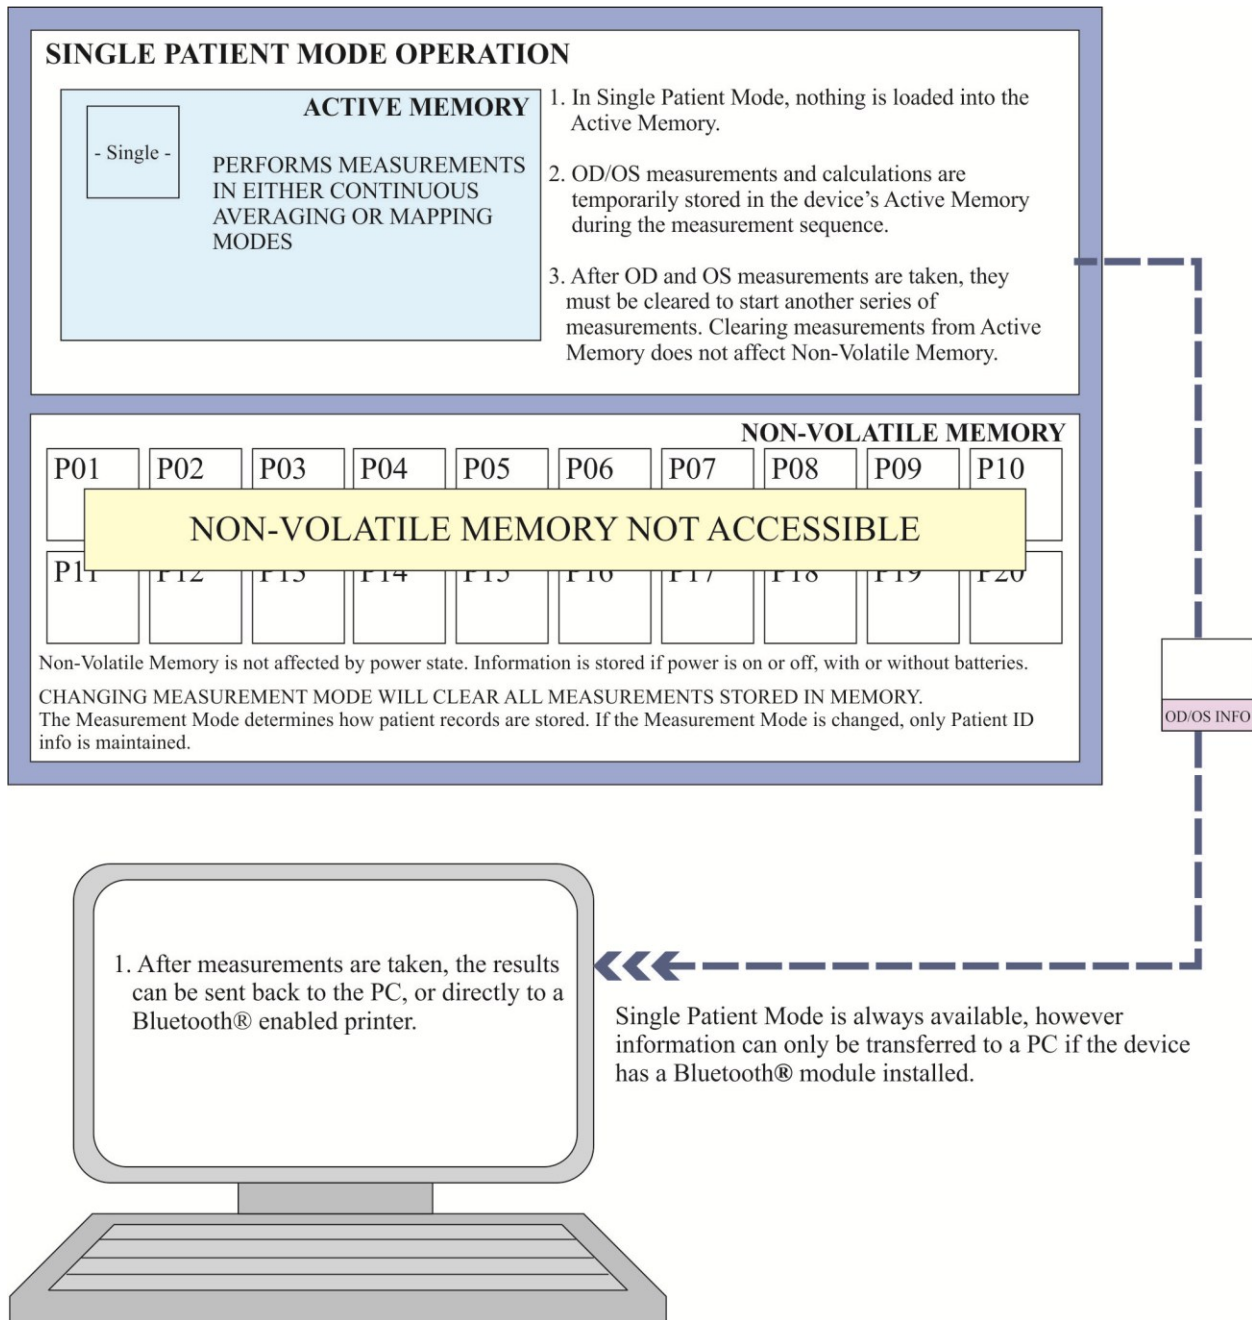 SINGLE PATIENT MODE OPERATION
ACTIVE MEMORY
- Single -
PERFORMS MEASUREMENTS
IN EITHER CONTINUOUS
AVERAGING OR MAPPING
MODES
1. In Single Patient Mode, nothing is loaded into the
Active Memory.
2. OD/OS measurements and calculations are
temporarily stored in the device’s Active Memory
during the measurement sequence.
3. After OD and OS measurements are taken, they
must be cleared to start another series of
measurements. Clearing measurements from Active
Memory does not affect Non-Volatile Memory.
NON-VOLATILE MEMORY
P01 P02 P03 P04 P05 P06 P07 P08 P09 P10
NON-VOLATILE MEMORY NOT ACCESSIBLE
P11 P12 P13 P14 P15 P16 P17 P18 P19 P20
Non-Volatile Memory is not affected by power state. Information is stored if power is on or off, with or without batteries.
CHANGING MEASUREMENT MODE WILL CLEAR ALL MEASUREMENTS STORED IN MEMORY.
The Measurement Mode determines how patient records are stored. If the Measurement Mode is changed, only Patient ID
info is maintained.
OD/OS INFO
1. After measurements are taken, the results
can be sent back to the PC, or directly to a
Bluetooth® enabled printer.
Single Patient Mode is always available, however
information can only be transferred to a PC if the device
has a Bluetooth® module installed.